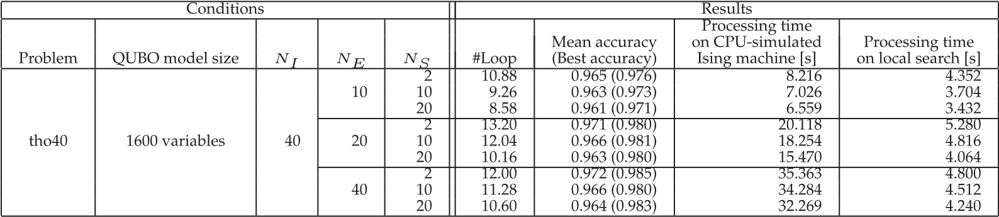 Conditions Results
Processing time
Mean accuracy on CPU-simulated Processing time
Problem QUBO model size N_I N_E N_S #Loop (Best accuracy) Ising machine [s] on local search [s]
2 10.88 0.965 (0.976) 8.216 4.352
10 10 9.26 0.963 (0.973) 7.026 3.704
20 8.58 0.961 (0.971) 6.559 3.432
2 13.20 0.971 (0.980) 20.118 5.280
tho40 1600 variables 40 20 10 12.04 0.966 (0.981) 18.254 4.816
20 10.16 0.963 (0.980) 15.470 4.064
2 12.00 0.972 (0.985) 35.363 4.800
40 10 11.28 0.966 (0.980) 34.284 4.512
20 10.60 0.964 (0.983) 32.269 4.240